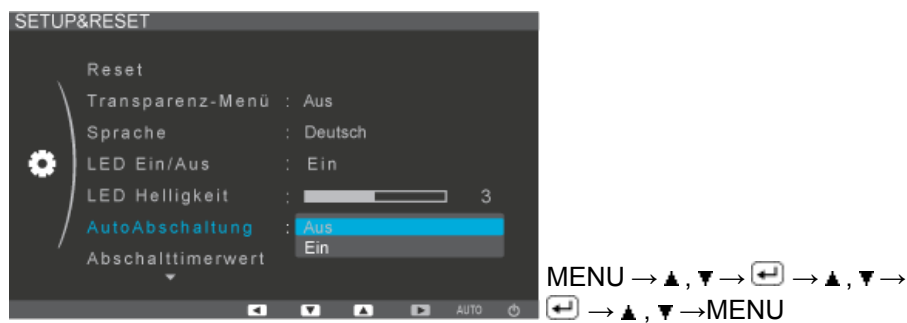 SETUP&RESET
Reset
Transparenz-Menü : Aus
Sprache : Deutsch
LED Ein/Aus : Ein
LED Helligkeit : 3
AutoAbschaltung : Aus
Ein
Abschalttimerwert
AUTO
MENU → ▲ , ▼ → ↵ → ▲ , ▼ →
↵ → ▲ , ▼ →MENU